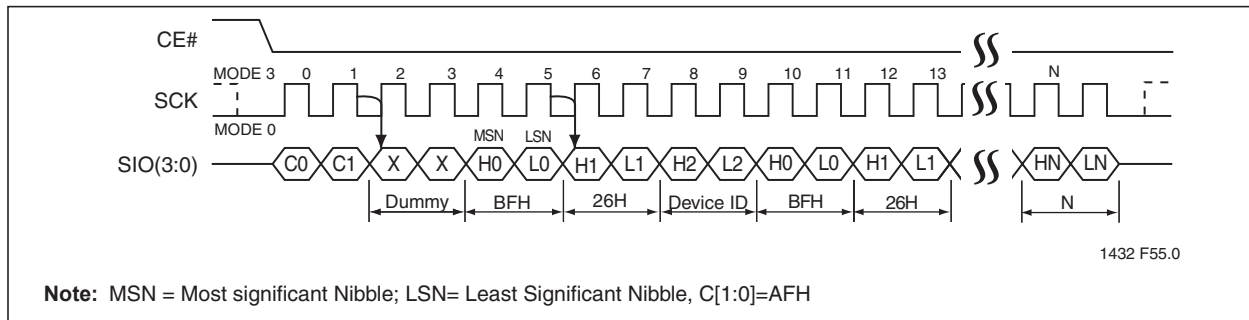 CE#
MODE 3 0 1 2 3 4 5 6 7 8 9 10 11 12 13 N
SCK
MODE 0
MSN LSN
SIO(3:0) C0 C1 X X H0 L0 H1 L1 H2 L2 H0 L0 H1 L1 HN LN
Dummy BFH 26H Device ID BFH 26H N
1432 F55.0
Note: MSN = Most significant Nibble; LSN= Least Significant Nibble, C[1:0]=AFH